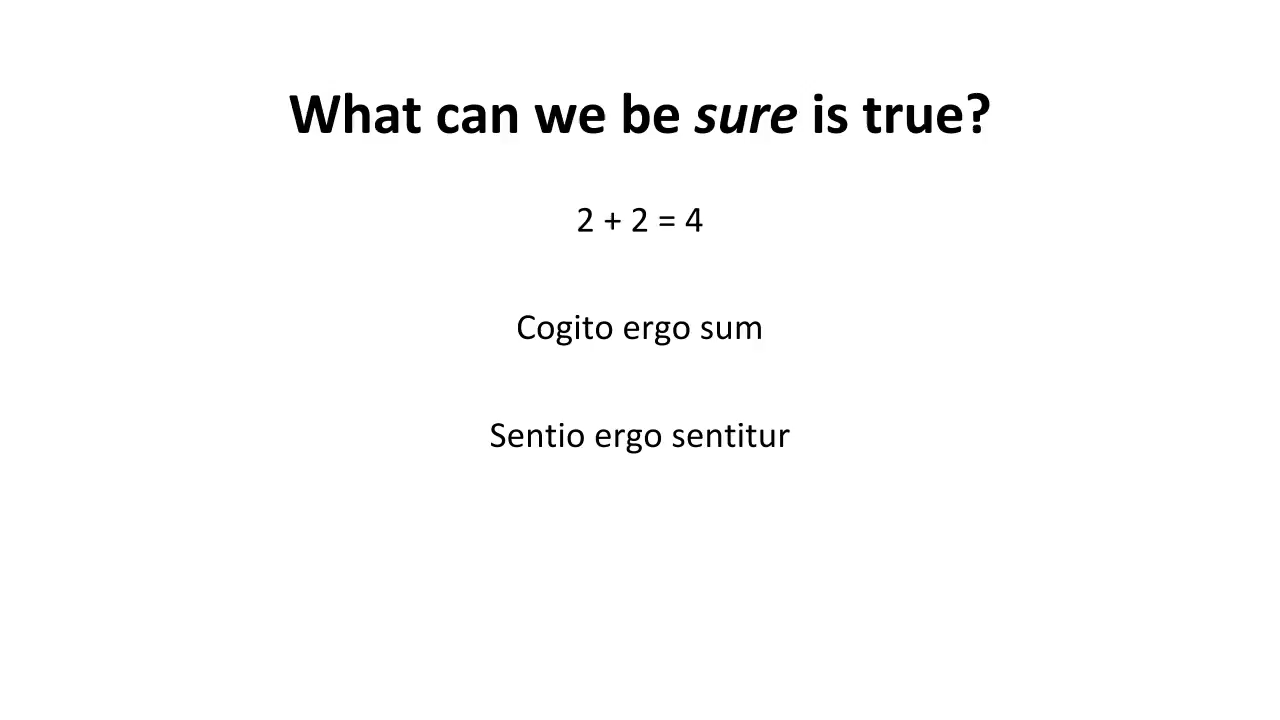 What can we be sure is true?
2 + 2 = 4
Cogito ergo sum
Sentio ergo sentitur